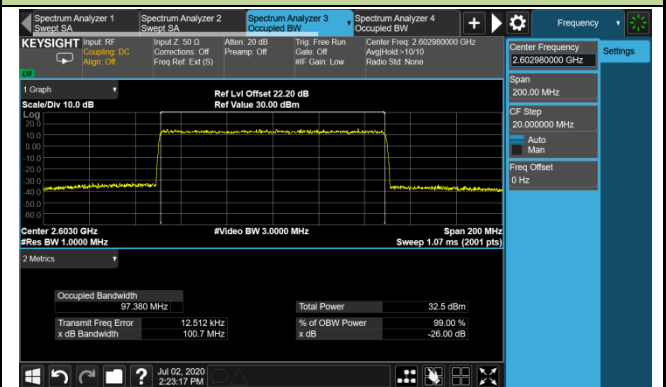 Spectrum Analyzer 1
Swept SA
Spectrum Analyzer 2
Swept SA
Spectrum Analyzer 3
Occupied BW
Spectrum Analyzer 4
Occupied BW
Frequency
KEYSIGHT
Input: RF
Coupling: DC
Align: Off
Input Z: 50 Ω
Corrections: Off
Freq Ref: Ext (S)
Atten: 20 dB
Preamp: Off
Trig: Free Run
Gate: Off
#IF Gain: Low
Center Freq: 2.602980000 GHz
Avg|Hold:>10/10
Radio Std: None
Center Frequency
2.602980000 GHz
Settings
Span
200.00 MHz
CF Step
20.000000 MHz
Auto
Man
Freq Offset
0 Hz
1 Graph
Scale/Div 10.0 dB
Ref Lvl Offset 22.20 dB
Ref Value 30.00 dBm
Log
20.0
10.0
0.00
-10.0
-20.0
-30.0
-40.0
-50.0
-60.0
Center 2.6030 GHz
#Video BW 3.0000 MHz
Span 200 MHz
#Res BW 1.0000 MHz
Sweep 1.07 ms (2001 pts)
2 Metrics
Occupied Bandwidth
97.380 MHz
Total Power
32.5 dBm
Transmit Freq Error
12.512 kHz
% of OBW Power
99.00 %
x dB Bandwidth
100.7 MHz
x dB
-26.00 dB
?
Jul 02, 2020
2:23:17 PM